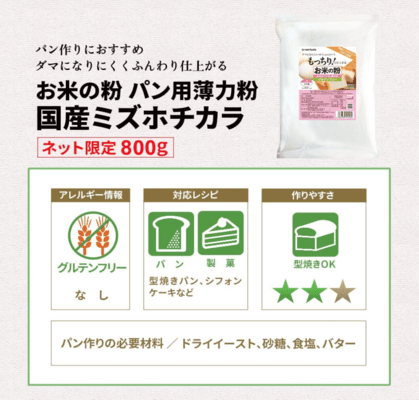 パン作りにおすすめ
ダマになりにくくふんわり仕上がる
お米の粉 パン用薄力粉
国産ミズホチカラ
ネット限定 800g
もっちり!
お米の粉
アレルギー情報
グルテンフリー
なし
対応レシピ
パン 製菓
型焼きパン、シフォン
ケーキなど
作りやすさ
型焼きOK
パン作りの必要材料／ドライイースト、砂糖、食塩、バター